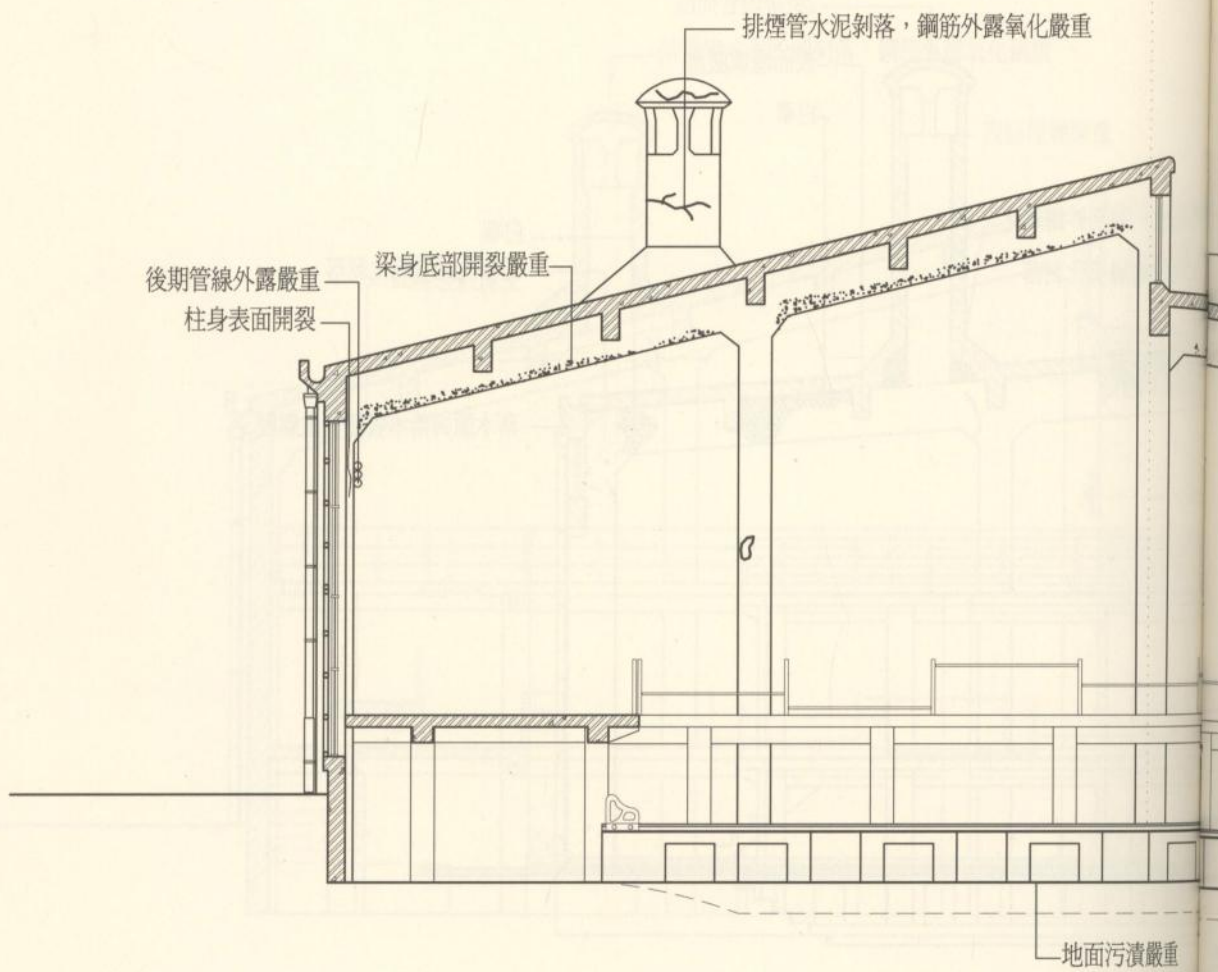 排煙管水泥剝落，鋼筋外露氧化嚴重
梁身底部開裂嚴重
後期管線外露嚴重
柱身表面開裂
地面污漬嚴重